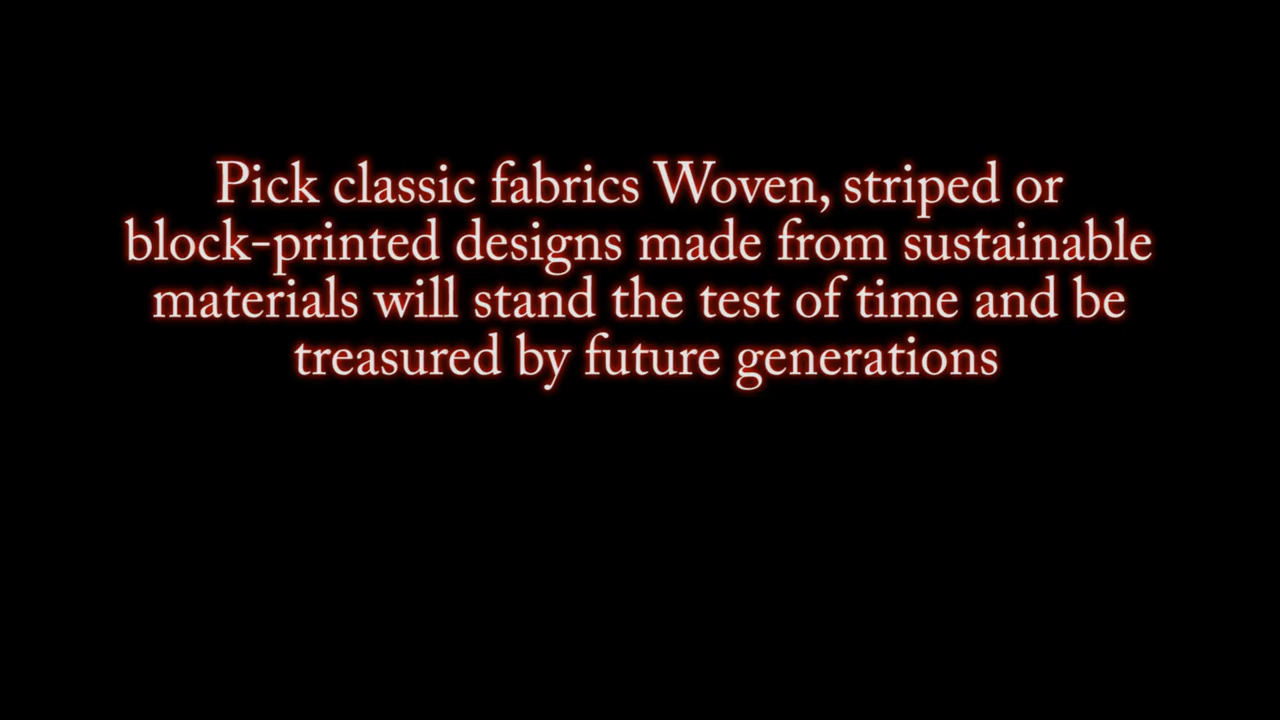 Pick classic fabrics Woven, striped or
block-printed designs made from sustainable
materials will stand the test of time and be
treasured by future generations